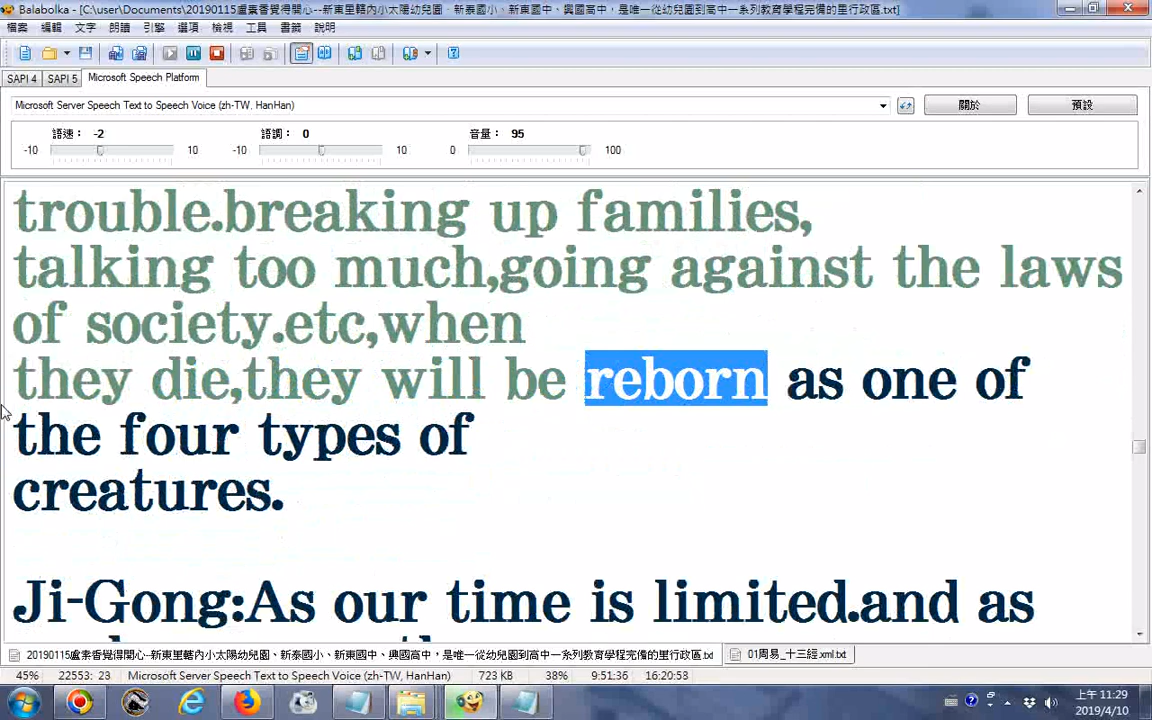 Balabolka - [C:\user\Documents\20190115盧素香覺得開心--新東里轄內小太陽幼兒園、新泰國小、新東國中、興國高中，是唯一從幼兒園到高中一系列教育學程完備的里行政區.txt]
檔案 編輯 文字 朗讀 引擎 選項 檢視 工具 書籤 說明
SAPI 4 SAPI 5 Microsoft Speech Platform
Microsoft Server Speech Text to Speech Voice (zh-TW, HanHan) 關於 預設
語速： -2 語調： 0 音量： 95
-10 10 -10 10 0 100
trouble.breaking up families,
talking too much,going against the laws
of society.etc,when
they die,they will be reborn as one of
the four types of
creatures.
Ji-Gong:As our time is limited.and as
20190115盧素香覺得開心--新東里轄內小太陽幼兒園、新泰國小、新東國中、興國高中，是唯一從幼兒園到高中一系列教育學程完備的里行政區.txt 01周易_十三經.xml.txt
45% 22553: 23 Microsoft Server Speech Text to Speech Voice (zh-TW, HanHan) 723 KB 38% 9:51:36 16:20:58
上午 11:29
2019/4/10